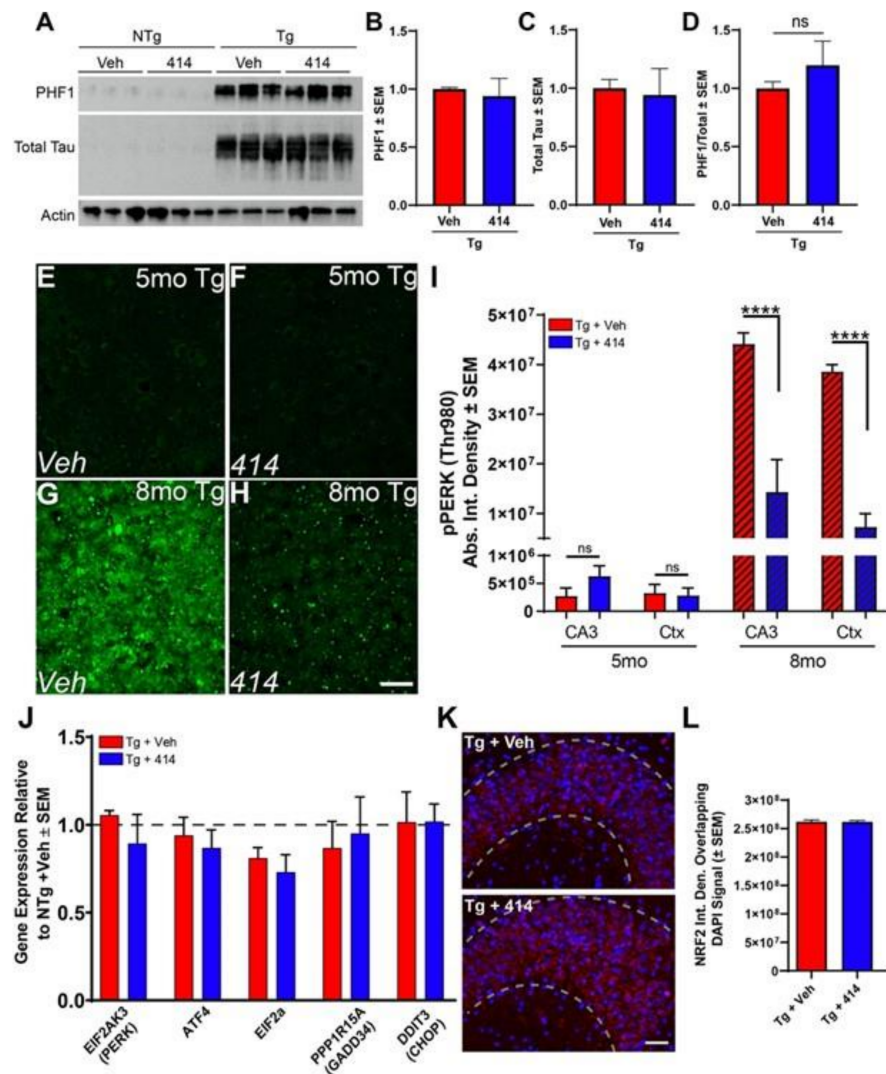 A
NTg Tg
Veh 414 Veh 414
PHF1
Total Tau
Actin
B
PHF1 ± SEM
1.5
1.0
0.5
0.0
Veh 414
Tg
C
Total Tau ± SEM
1.5
1.0
0.5
0.0
Veh 414
Tg
D
PHF1/Total ± SEM
1.5
1.0
0.5
0.0
ns
Veh 414
Tg
E 5mo Tg
Veh
F 5mo Tg
414
G 8mo Tg
Veh
H 8mo Tg
414
I
Tg + Veh
Tg + 414
pPERK (Thr980)
Abs. Int. Density ± SEM
5×10⁷
4×10⁷
3×10⁷
2×10⁷
1×10⁷
1×10⁶
5×10⁵
0
ns ns **** ****
CA3 Ctx CA3 Ctx
5mo 8mo
J
Tg + Veh
Tg + 414
Gene Expression Relative
to NTg +Veh ± SEM
1.5
1.0
0.5
0.0
EIF2AK3
(PERK)
ATF4
EIF2a
PPP1R15A
(GADD34)
DDIT3
(CHOP)
K
Tg + Veh
Tg + 414
L
NRF2 Int. Den. Overlapping
DAPI Signal (± SEM)
3×10⁸
2.5×10⁸
2.6×10⁸
1.5×10⁸
1×10⁸
5×10⁷
0
Tg + Veh
Tg + 414